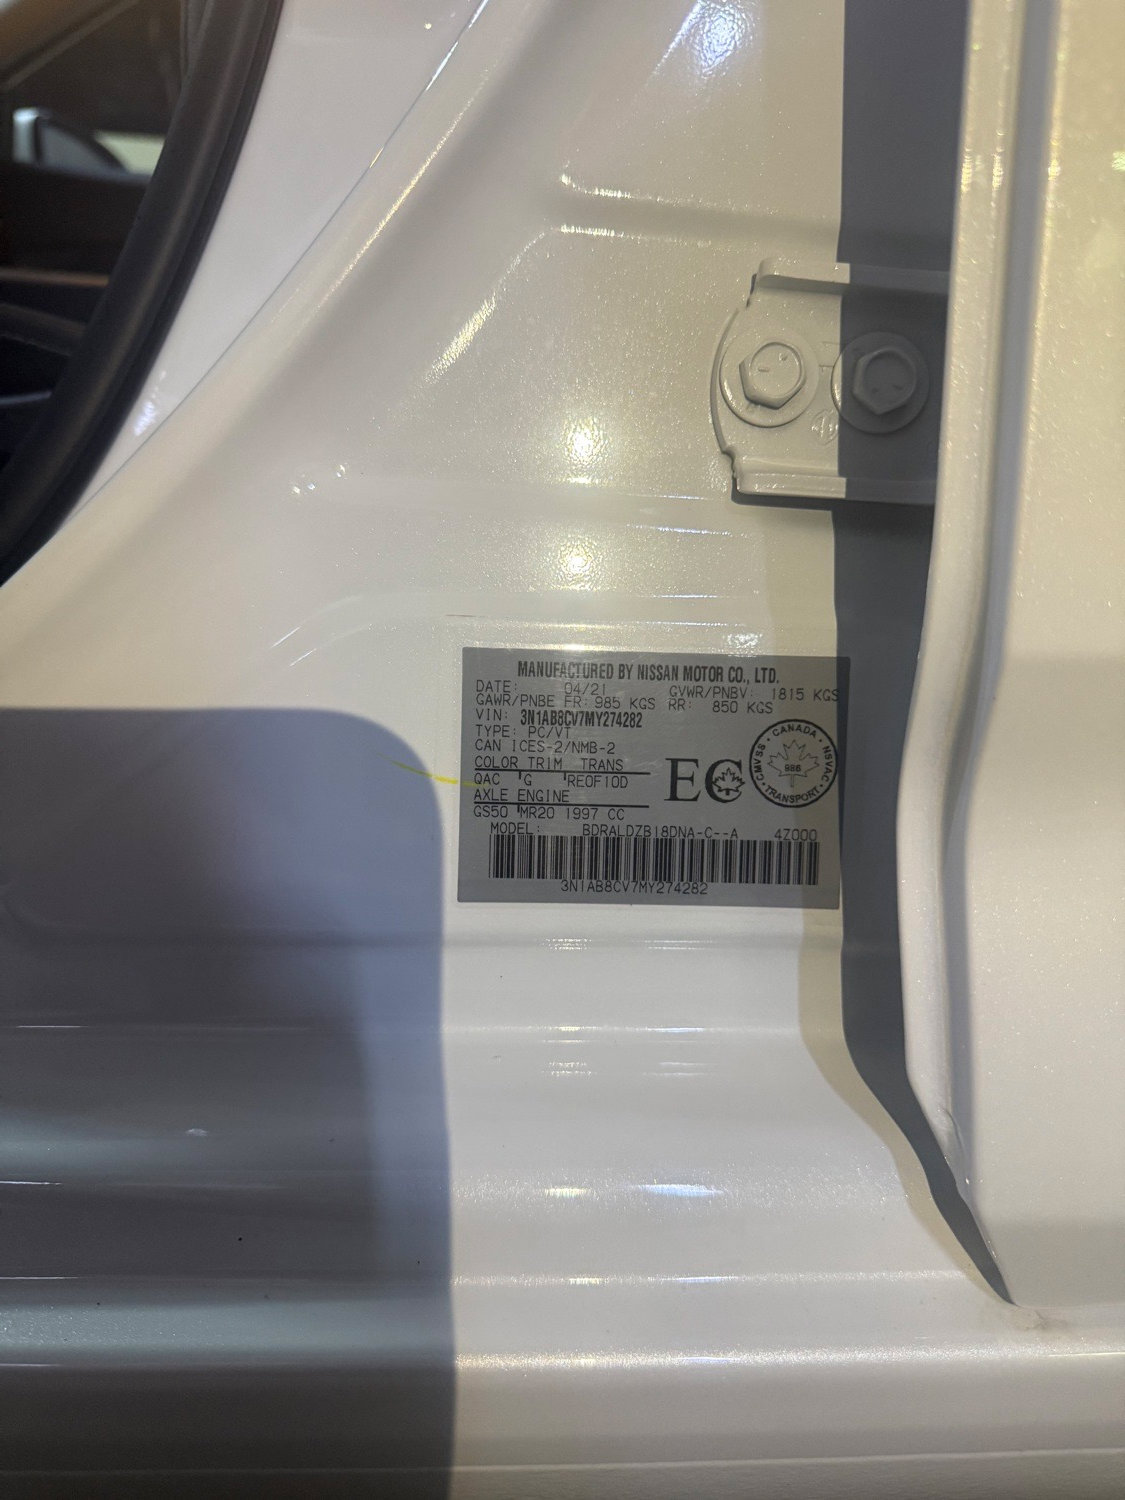 MANUFACTURED BY NISSAN MOTOR CO., LTD.
DATE: 04/21 GVWR/PNBV: 1815 KGS
GAWR/PNBE FR: 985 KGS RR: 850 KGS
VIN: 3N1AB8CV7MY274282
TYPE: PC/VT
CAN ICES-2/NMB-2
COLOR TRIM TRANS
QAC G RE0F10D
AXLE ENGINE
GS50 MR20 1997 CC
EC
CANADA
CMVSS NSVAC
986
TRANSPORT
MODEL: BDRALDZB18DNA-C--A 4Z000
3N1AB8CV7MY274282